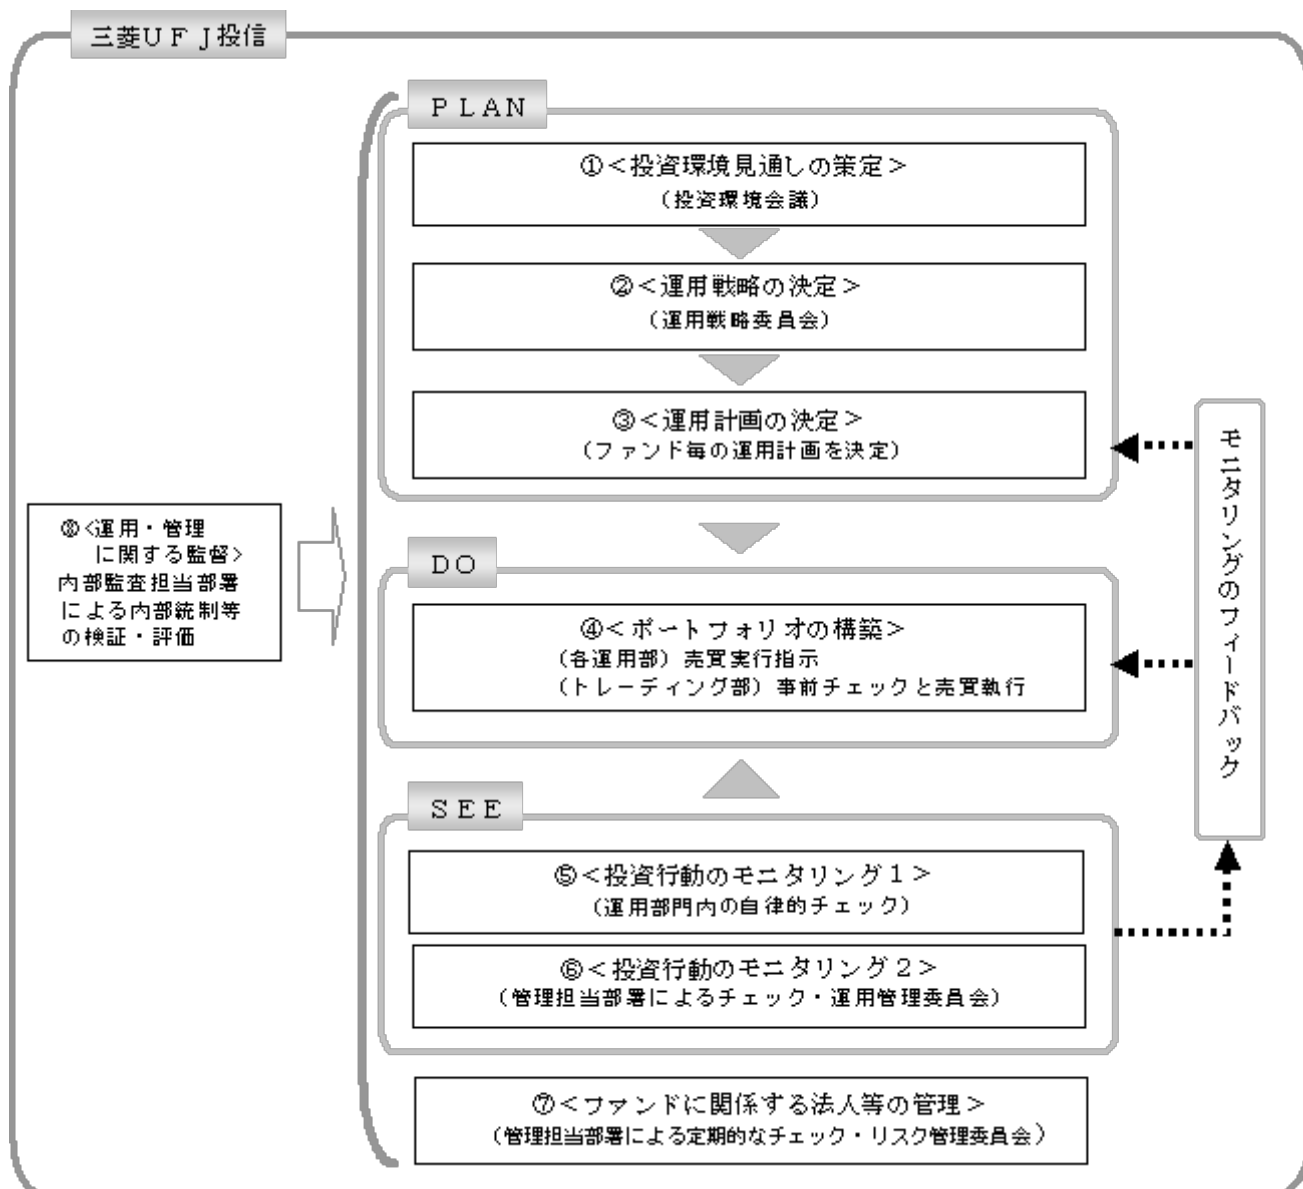 三菱ＵＦＪ投信
ＰＬＡＮ
①＜投資環境見通しの策定＞
（投資環境会議）
②＜運用戦略の決定＞
（運用戦略委員会）
③＜運用計画の決定＞
（ファンド毎の運用計画を決定）
⑧＜運用・管理
に関する監督＞
内部監査担当部署
による内部統制等
の検証・評価
ＤＯ
④＜ポートフォリオの構築＞
（各運用部）売買実行指示
（トレーディング部）事前チェックと売買執行
ＳＥＥ
⑤＜投資行動のモニタリング１＞
（運用部門内の自律的チェック）
⑥＜投資行動のモニタリング２＞
（管理担当部署によるチェック・運用管理委員会）
⑦＜ファンドに関係する法人等の管理＞
（管理担当部署による定期的なチェック・リスク管理委員会）
モニタリングのフィードバック